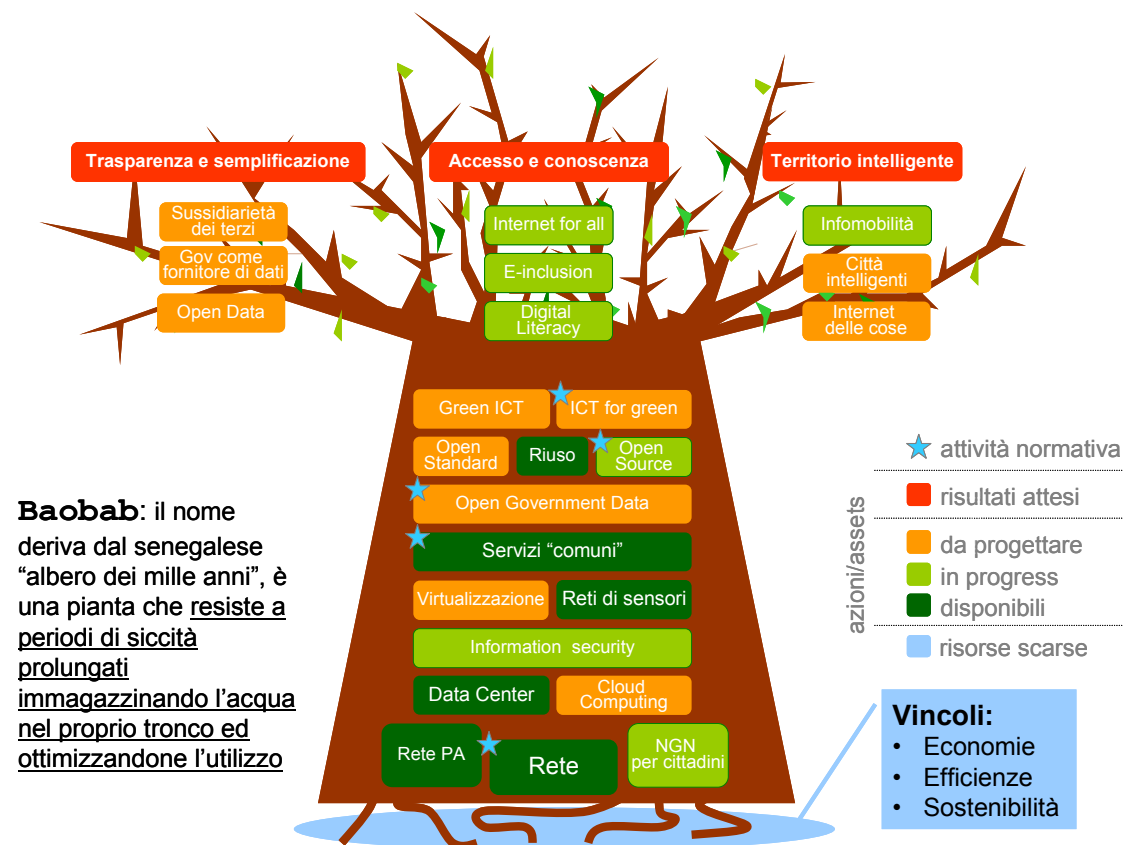 Trasparenza e semplificazione
Accesso e conoscenza
Territorio intelligente
Sussidiarietà
dei terzi
Gov come
fornitore di dati
Open Data
Internet for all
E-inclusion
Digital
Literacy
Infomobilità
Città
intelligenti
Internet
delle cose
Green ICT
ICT for green
Open
Standard
Riuso
Open
Source
Open Government Data
Servizi “comuni”
Virtualizzazione
Reti di sensori
Information security
Data Center
Cloud
Computing
Rete PA
Rete
NGN
per cittadini
Baobab: il nome
deriva dal senegalese
“albero dei mille anni”, è
una pianta che resiste a
periodi di siccità
prolungati
immagazzinando l’acqua
nel proprio tronco ed
ottimizzandone l’utilizzo
attività normativa
risultati attesi
azioni/assets
da progettare
in progress
disponibili
risorse scarse
Vincoli:
• Economie
• Efficienze
• Sostenibilità